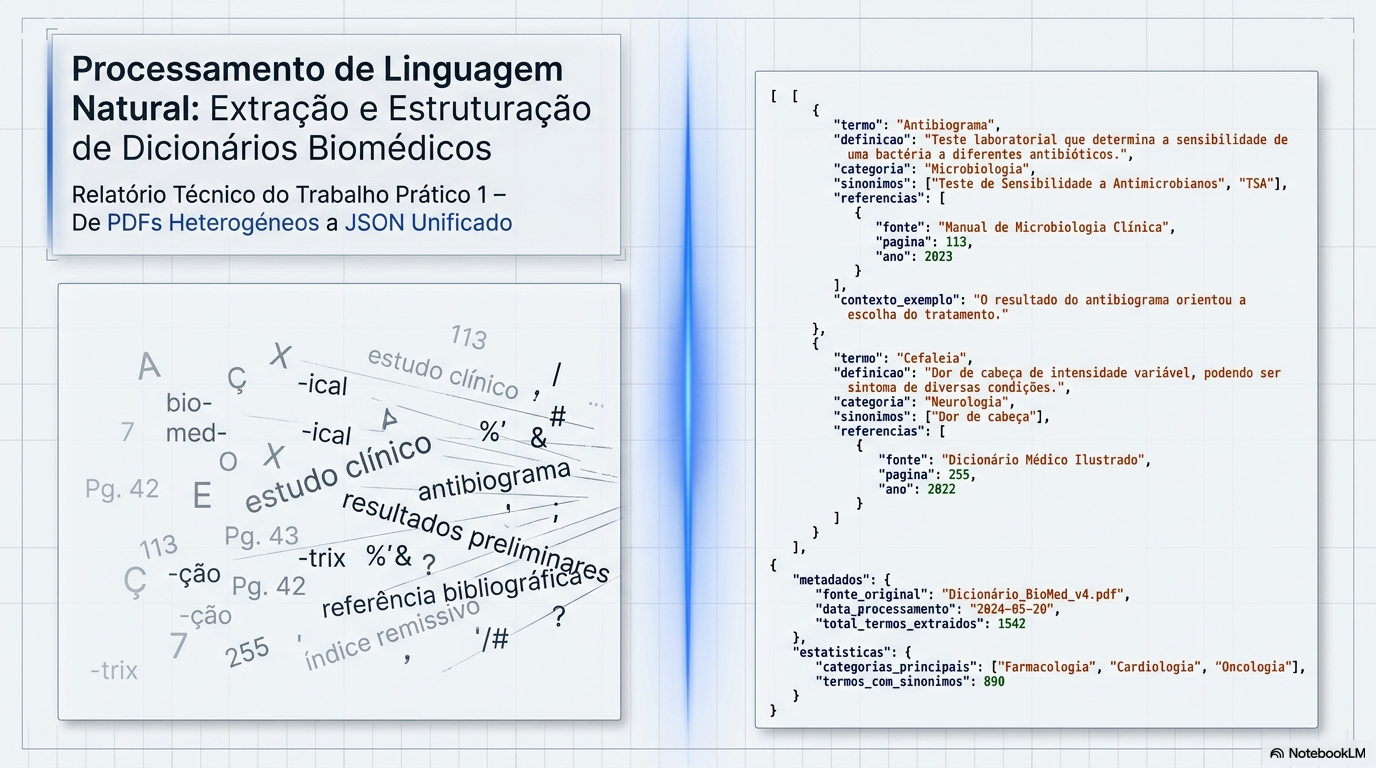 Processamento de Linguagem
Natural: Extração e Estruturação
de Dicionários Biomédicos
Relatório Técnico do Trabalho Prático 1 –
De PDFs Heterogéneos a JSON Unificado
113
A
Ç
X
-ical
estudo clínico
, /
bio-
#
...
7
med-
-ical
A
%'
&
O
X
estudo clínico
Pg. 42
E
antibiograma
resultados preliminares
' ;
113
Pg. 43
-trix
%'&
?
Ç
-ção
Pg. 42
referência bibliográfica
-ção
índice remissivo
?
7
255
'
,
'/#
-trix
[ [
{
"termo": "Antibiograma",
"definicao": "Teste laboratorial que determina a sensibilidade de
uma bactéria a diferentes antibióticos.",
"categoria": "Microbiologia",
"sinonimos": ["Teste de Sensibilidade a Antimicrobianos", "TSA"],
"referencias": [
{
"fonte": "Manual de Microbiologia Clínica",
"pagina": 113,
"ano": 2023
}
],
"contexto_exemplo": "O resultado do antibiograma orientou a
escolha do tratamento."
},
{
"termo": "Cefaleia",
"definicao": "Dor de cabeça de intensidade variável, podendo ser
sintoma de diversas condições.",
"categoria": "Neurologia",
"sinonimos": ["Dor de cabeça"],
"referencias": [
{
"fonte": "Dicionário Médico Ilustrado",
"pagina": 255,
"ano": 2822
}
]
}
],
{
"metadados": {
"fonte_original": "Dicionário_BioMed_v4.pdf",
"data_processamento": "2024-05-20",
"total_termos_extraidos": 1542
},
"estatisticas": {
"categorias_principais": ["Farmacologia", "Cardiologia", "Oncologia"],
"termos_com_sinonimos": 890
}
}
NotebookLM